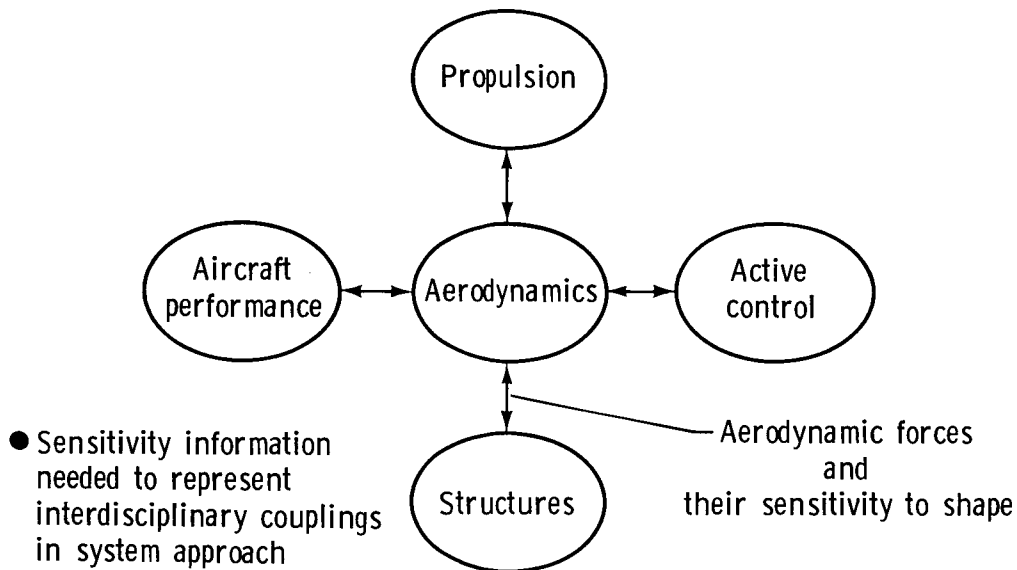 Propulsion
Aircraft
performance
Aerodynamics
Active
control
● Sensitivity information
needed to represent
interdisciplinary couplings
in system approach
Structures
Aerodynamic forces
and
their sensitivity to shape